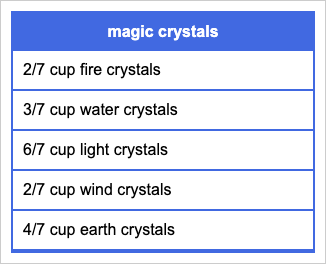 magic crystals
2/7 cup fire crystals
3/7 cup water crystals
6/7 cup light crystals
2/7 cup wind crystals
4/7 cup earth crystals